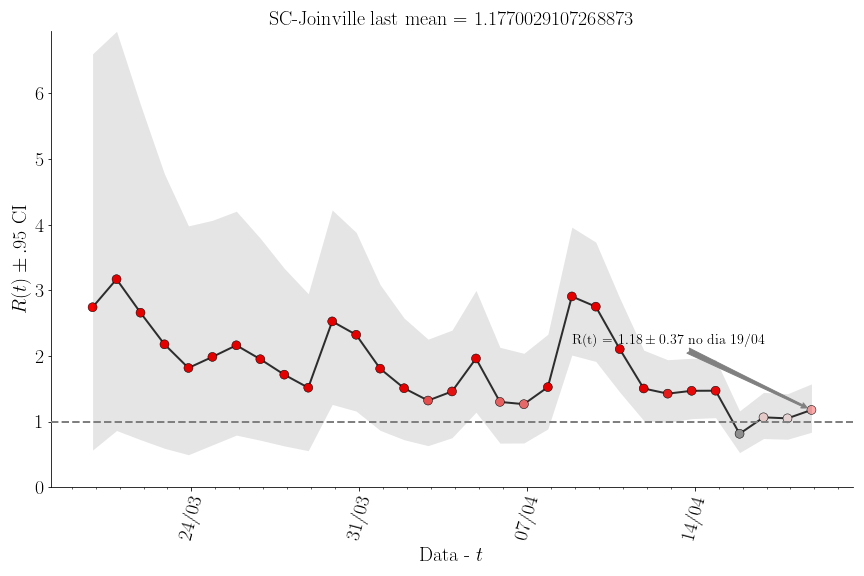 SC-Joinville last mean = 1.1770029107268873
R(t) ± .95 CI
6
5
4
3
2
1
0
R(t) = 1.18 ± 0.37 no dia 19/04
24/03
31/03
07/04
14/04
Data - t